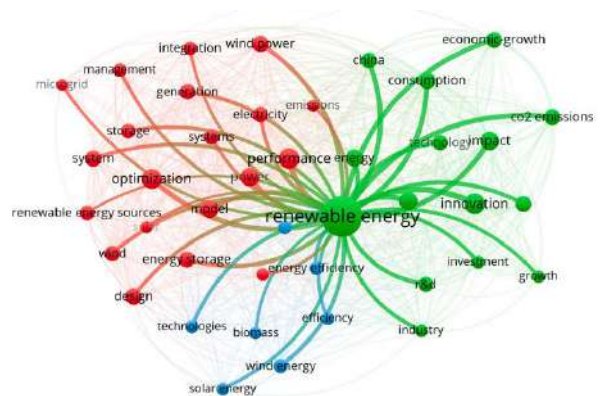 integration
wind power
economic growth
china
microgrid
management
consumption
generation
emissions
co2 emissions
electricity
storage
systems
technology
impact
system
performance
energy
optimization
power
innovation
renewable energy sources
model
renewable energy
wind
energy storage
energy efficiency
investment
design
r&d
growth
technologies
biomass
efficiency
industry
wind energy
solar energy